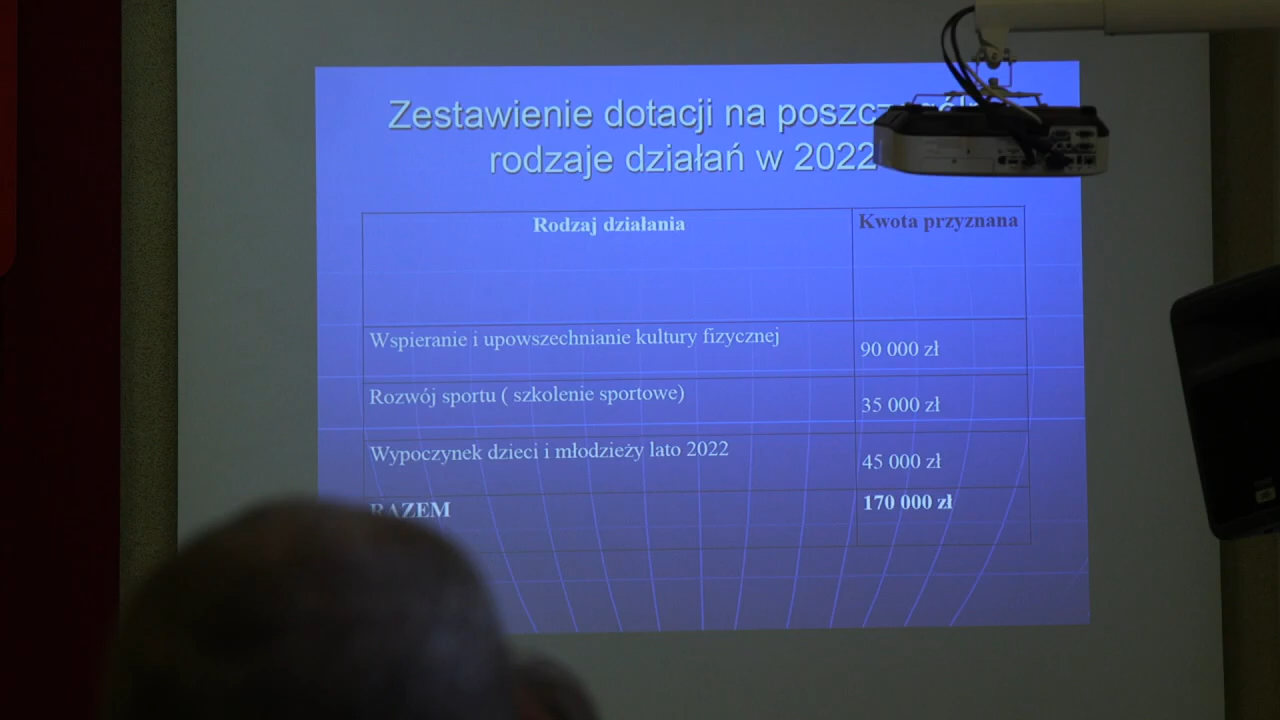 Zestawienie dotacji na
rodzaje działań w 2022
Rodzaj działania
Kwota przyznana
Wspieranie i upowszechnianie kultury fizycznej
90 000 zł
Rozwój sportu ( szkolenie sportowe)
35 000 zł
Wypoczynek dzieci i młodzieży lato 2022
45 000 zł
RAZEM
170 000 zł